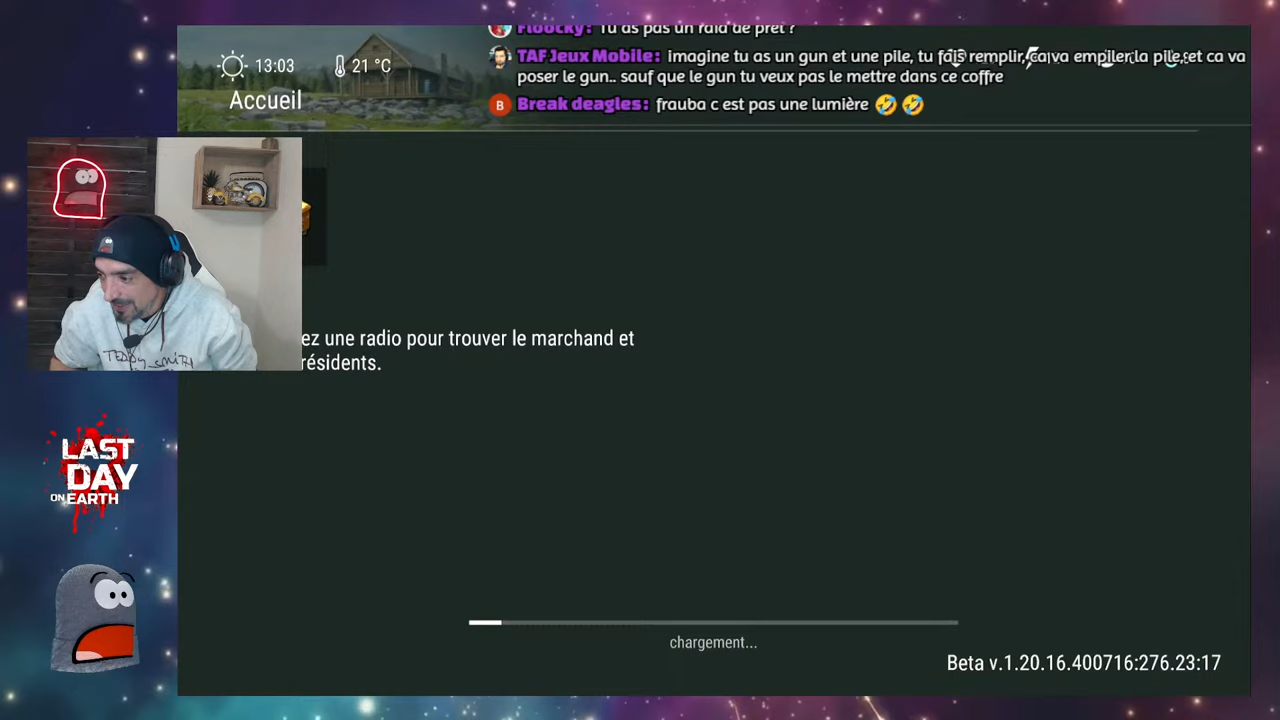 Floocky: Tu as pas un raid de prêt ?
13:03
21 °C
Accueil
TAF Jeux Mobile: imagine tu as un gun et une pile, tu fais remplir, ca va empiler la pile, et ca va
poser le gun.. sauf que le gun tu veux pas le mettre dans ce coffre
B Break deagles: frauba c est pas une lumière 🤣 🤣
ez une radio pour trouver le marchand et
résidents.
TEDDY SMITH
LAST
DAY
ON EARTH
chargement...
Beta v.1.20.16.400716:276.23:17